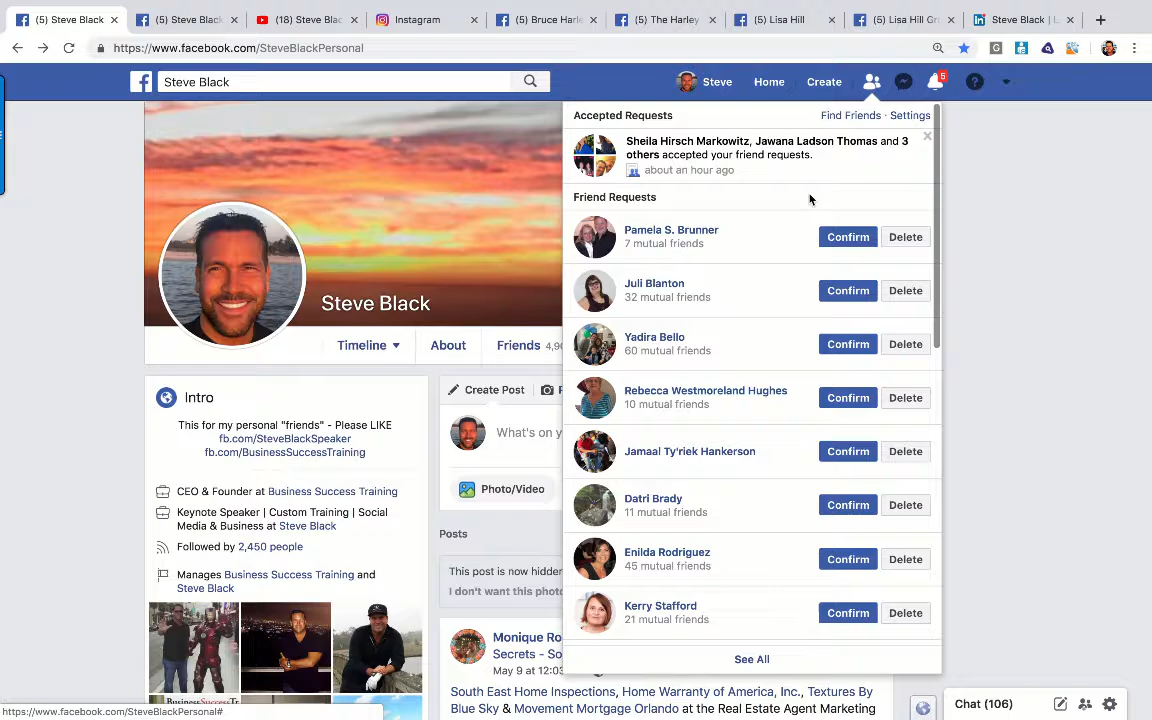 (5) Steve Black
(5) Steve Black
(18) Steve Blac
Instagram
(5) Bruce Harle
(5) The Harley
(5) Lisa Hill
(5) Lisa Hill Gr
Steve Black | L
https://www.facebook.com/SteveBlackPersonal
Steve Black
Steve
Home
Create
5
Accepted Requests
Find Friends · Settings
Sheila Hirsch Markowitz, Jawana Ladson Thomas and 3
others accepted your friend requests.
about an hour ago
Friend Requests
Pamela S. Brunner
7 mutual friends
Confirm
Delete
Juli Blanton
32 mutual friends
Confirm
Delete
Yadira Bello
60 mutual friends
Confirm
Delete
Rebecca Westmoreland Hughes
10 mutual friends
Confirm
Delete
Jamaal Ty'riek Hankerson
Confirm
Delete
Datri Brady
11 mutual friends
Confirm
Delete
Enilda Rodriguez
45 mutual friends
Confirm
Delete
Kerry Stafford
21 mutual friends
Confirm
Delete
See All
Steve Black
Timeline
About
Friends
Intro
This for my personal "friends" - Please LIKE
fb.com/SteveBlackSpeaker
fb.com/BusinessSuccessTraining
CEO & Founder at Business Success Training
Keynote Speaker | Custom Training | Social
Media & Business at Steve Black
Followed by 2,450 people
Manages Business Success Training and
Steve Black
Create Post
What's on y
Photo/Video
Posts
This post is now hidden
I don't want this phot
Monique Ro
Secrets - So
May 9 at 12:03
South East Home Inspections, Home Warranty of America, Inc., Textures By
Blue Sky & Movement Mortgage Orlando at the Real Estate Agent Marketing
https://www.facebook.com/SteveBlackPersonal#
Chat (106)